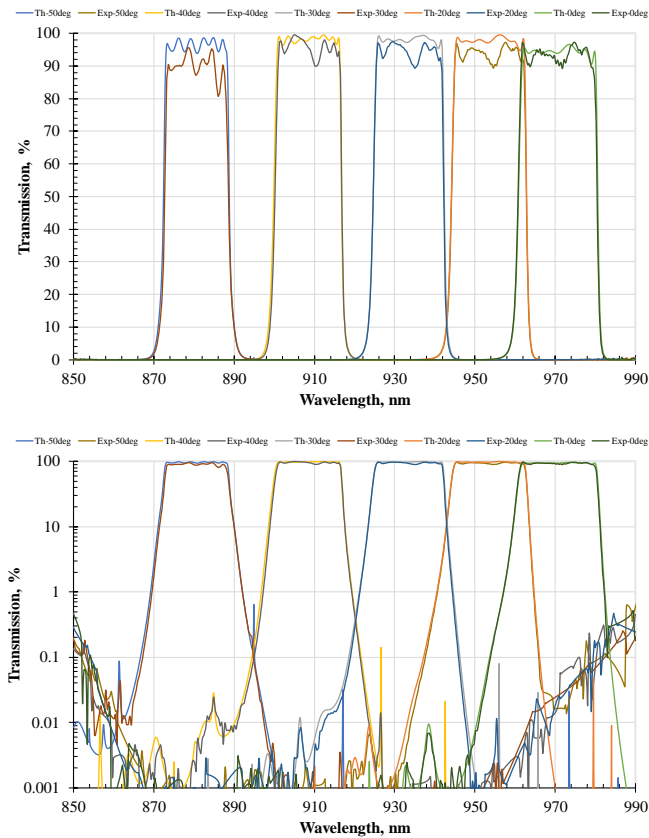 Th-50deg Exp-50deg Th-40deg Exp-40deg Th-30deg Exp-30deg Th-20deg Exp-20deg Th-0deg Exp-0deg
100
90
80
70
60
50
40
30
20
10
0
Transmission, %
850 870 890 910 930 950 970 990
Wavelength, nm
Th-50deg Exp-50deg Th-40deg Exp-40deg Th-30deg Exp-30deg Th-20deg Exp-20deg Th-0deg Exp-0deg
100
10
1
0.1
0.01
0.001
Transmission, %
850 870 890 910 930 950 970 990
Wavelength, nm